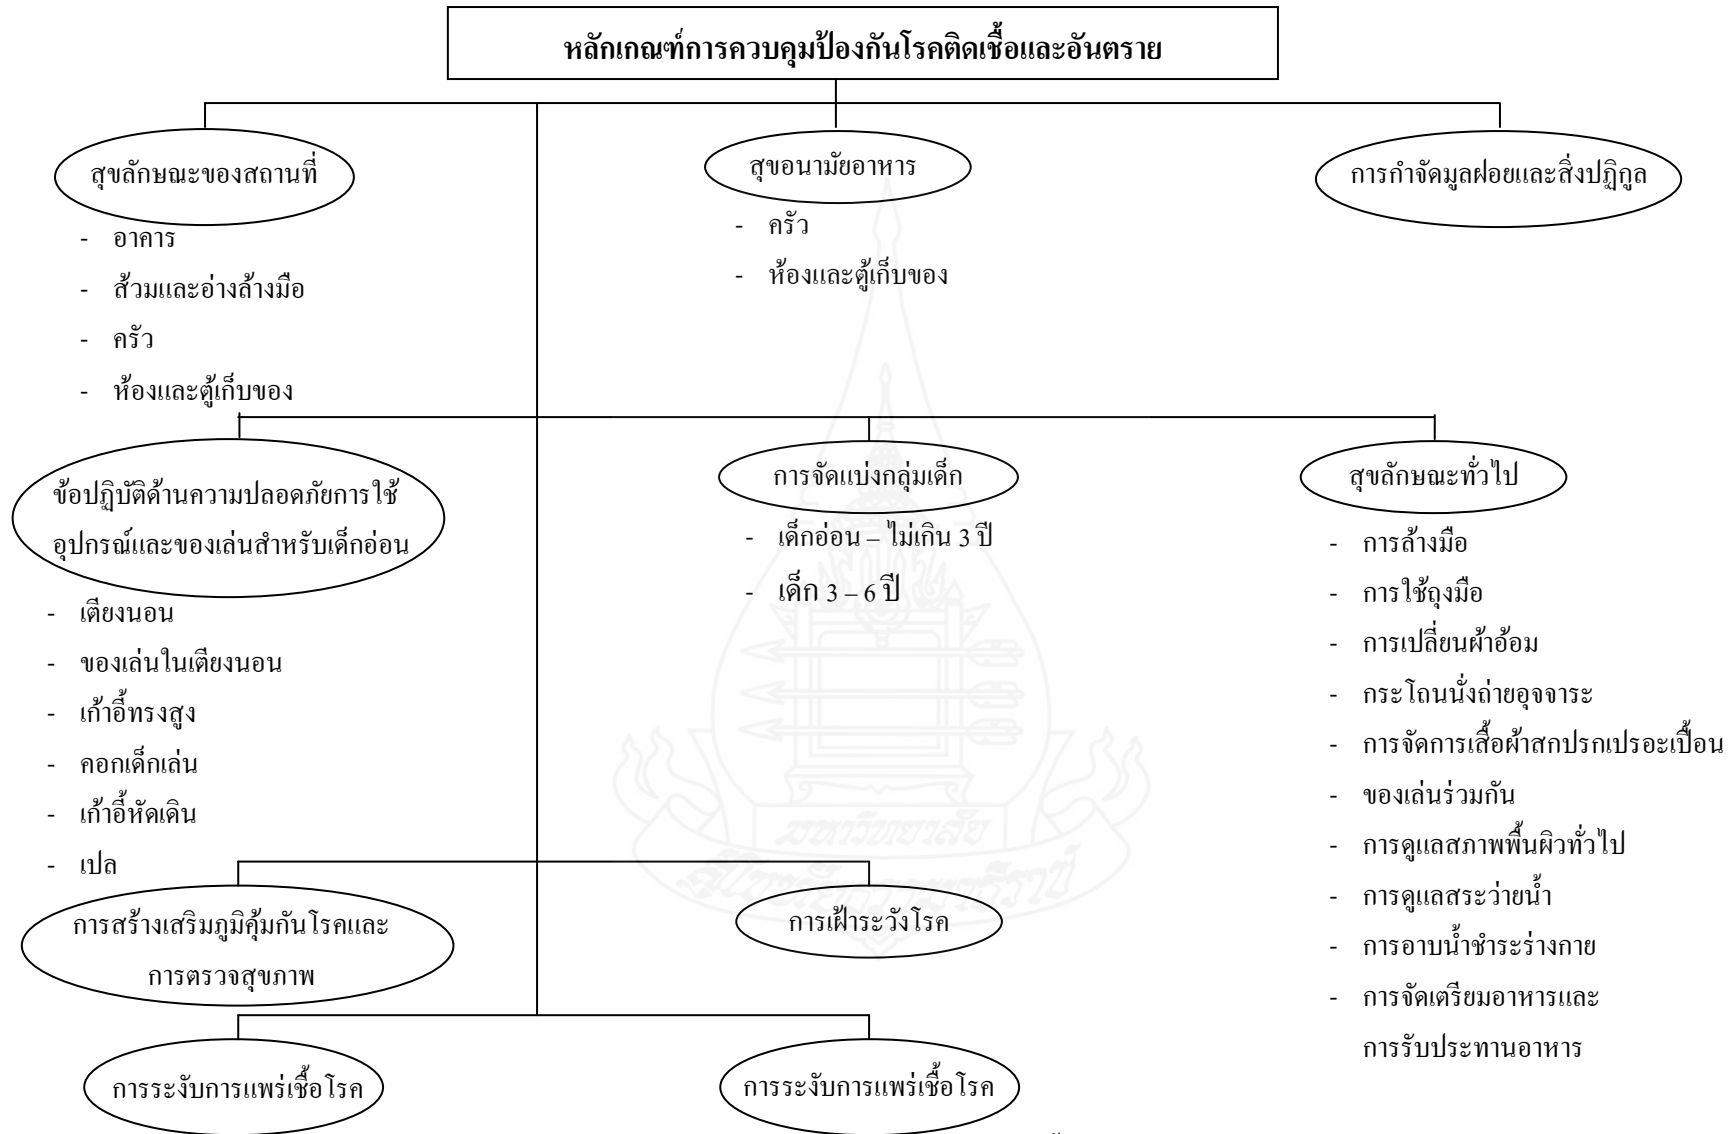 หลักเกณฑ์การควบคุมป้องกันโรคติดเชื้อและอันตราย
สุขลักษณะของสถานที่
- อาคาร
- ส้วมและอ่างล้างมือ
- ครัว
- ห้องและตู้เก็บของ
สุขอนามัยอาหาร
- ครัว
- ห้องและตู้เก็บของ
การกำจัดมูลฝอยและสิ่งปฏิกูล
ข้อปฏิบัติด้านความปลอดภัยการใช้
อุปกรณ์และของเล่นสำหรับเด็กอ่อน
- เตียงนอน
- ของเล่นในเตียงนอน
- เก้าอี้ทรงสูง
- คอกเด็กเล่น
- เก้าอี้หัดเดิน
- เปล
การจัดแบ่งกลุ่มเด็ก
- เด็กอ่อน – ไม่เกิน 3 ปี
- เด็ก 3 – 6 ปี
สุขลักษณะทั่วไป
- การล้างมือ
- การใช้ถุงมือ
- การเปลี่ยนผ้าอ้อม
- กระโถนนั่งถ่ายอุจจาระ
- การจัดการเสื้อผ้าสกปรกเปรอะเปื้อน
- ของเล่นร่วมกัน
- การดูแลสภาพพื้นผิวทั่วไป
- การดูแลสระว่ายน้ำ
- การอาบน้ำชำระร่างกาย
- การจัดเตรียมอาหารและ
การรับประทานอาหาร
การสร้างเสริมภูมิคุ้มกันโรคและ
การตรวจสุขภาพ
การเฝ้าระวังโรค
การระงับการแพร่เชื้อโรค
การระงับการแพร่เชื้อโรค
มหาวิทยาลัย
สุโขทัยธรรมาธิราช